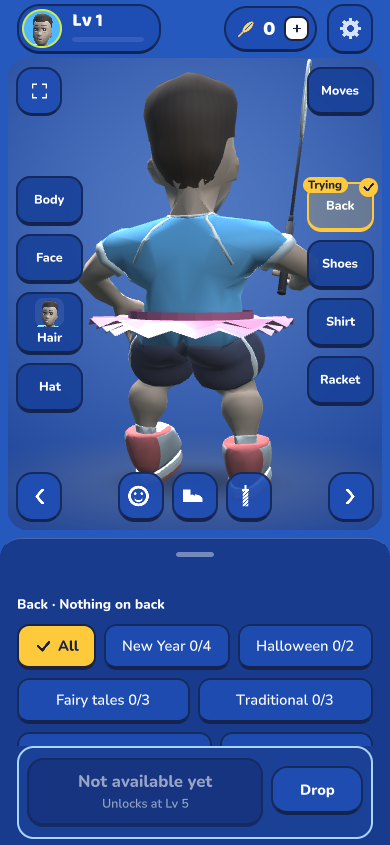 Lv 1
0
Moves
Trying
Body
Back
Face
Shoes
Hair
Shirt
Hat
Racket
Back · Nothing on back
All
New Year 0/4
Halloween 0/2
Fairy tales 0/3
Traditional 0/3
Not available yet
Unlocks at Lv 5
Drop